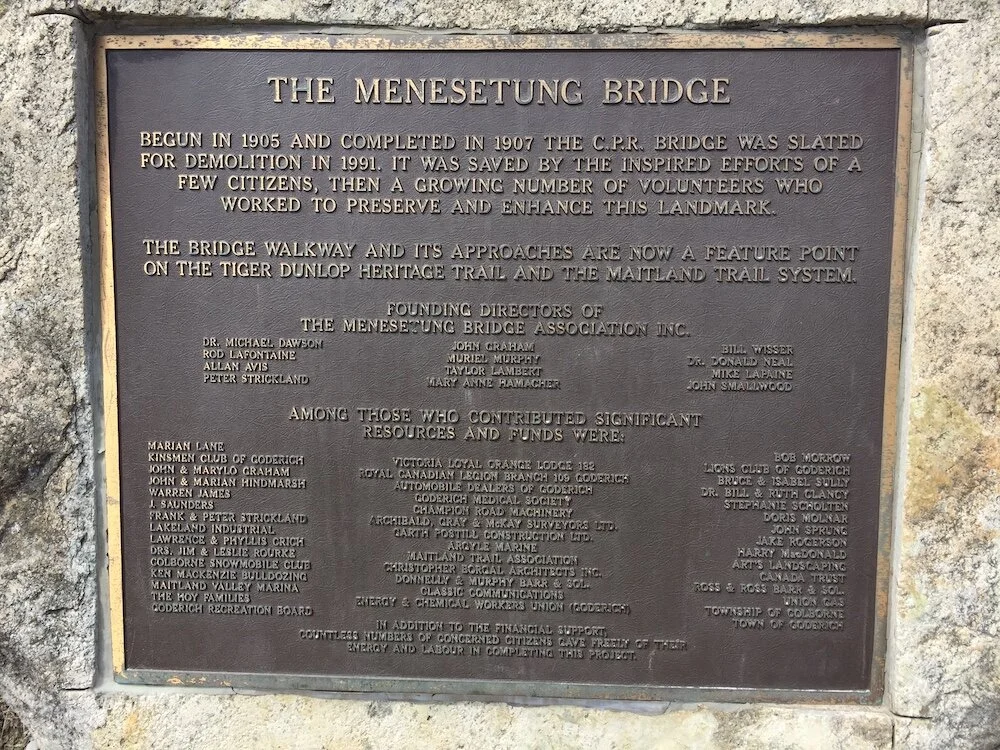 THE MENESETUNG BRIDGE
BEGUN IN 1905 AND COMPLETED IN 1907 THE C.P.R. BRIDGE WAS SLATED
FOR DEMOLITION IN 1991. IT WAS SAVED BY THE INSPIRED EFFORTS OF A
FEW CITIZENS, THEN A GROWING NUMBER OF VOLUNTEERS WHO
WORKED TO PRESERVE AND ENHANCE THIS LANDMARK.
THE BRIDGE WALKWAY AND ITS APPROACHES ARE NOW A FEATURE POINT
ON THE TIGER DUNLOP HERITAGE TRAIL AND THE MAITLAND TRAIL SYSTEM.
FOUNDING DIRECTORS OF
THE MENESETUNG BRIDGE ASSOCIATION INC.
DR. MICHAEL DAWSON
ROD LAFONTAINE
ALLAN AVIS
PETER STRICKLAND
JOHN GRAHAM
MURIEL MURPHY
TAYLOR LAMBERT
MARY ANNE HAMACHER
BILL WISSER
DR. DONALD NEAL
MIKE LAPAINE
JOHN SMALLWOOD
AMONG THOSE WHO CONTRIBUTED SIGNIFICANT
RESOURCES AND FUNDS WERE:
MARIAN LANE
KINSMEN CLUB OF GODERICH
JOHN & MARYLO GRAHAM
JOHN & MARIAN HINDMARSH
WARREN JAMES
J. SAUNDERS
FRANK & PETER STRICKLAND
LAKELAND INDUSTRIAL
LAWRENCE & PHYLLIS CRICH
DRS. JIM & LESLIE ROURKE
COLBORNE SNOWMOBILE CLUB
KEN MACKENZIE BULLDOZING
MAITLAND VALLEY MARINA
THE HOY FAMILIES
GODERICH RECREATION BOARD
VICTORIA LOYAL ORANGE LODGE 182
ROYAL CANADIAN LEGION BRANCH 109 GODERICH
AUTOMOBILE DEALERS OF GODERICH
GODERICH MEDICAL SOCIETY
CHAMPION ROAD MACHINERY
ARCHIBALD, GRAY & McKAY SURVEYORS LTD.
GARTH POSTILL CONSTRUCTION LTD.
ARGYLE MARINE
MAITLAND TRAIL ASSOCIATION
CHRISTOPHER BORGAL ARCHITECTS INC.
DONNELLY & MURPHY BARR & SOL.
CLASSIC COMMUNICATIONS
ENERGY & CHEMICAL WORKERS UNION (GODERICH)
BOB MORROW
LIONS CLUB OF GODERICH
BRUCE & ISABEL SULLY
DR. BILL & RUTH CLANCY
STEPHANIE SCHOLTEN
DORIS MOLNAR
JOHN SPRUNG
JAKE ROGERSON
HARRY MacDONALD
ART'S LANDSCAPING
CANADA TRUST
ROSS & ROSS BARR & SOL.
UNION GAS
TOWNSHIP OF COLBORNE
TOWN OF GODERICH
IN ADDITION TO THE FINANCIAL SUPPORT,
COUNTLESS NUMBERS OF CONCERNED CITIZENS GAVE FREELY OF THEIR
ENERGY AND LABOUR IN COMPLETING THIS PROJECT.